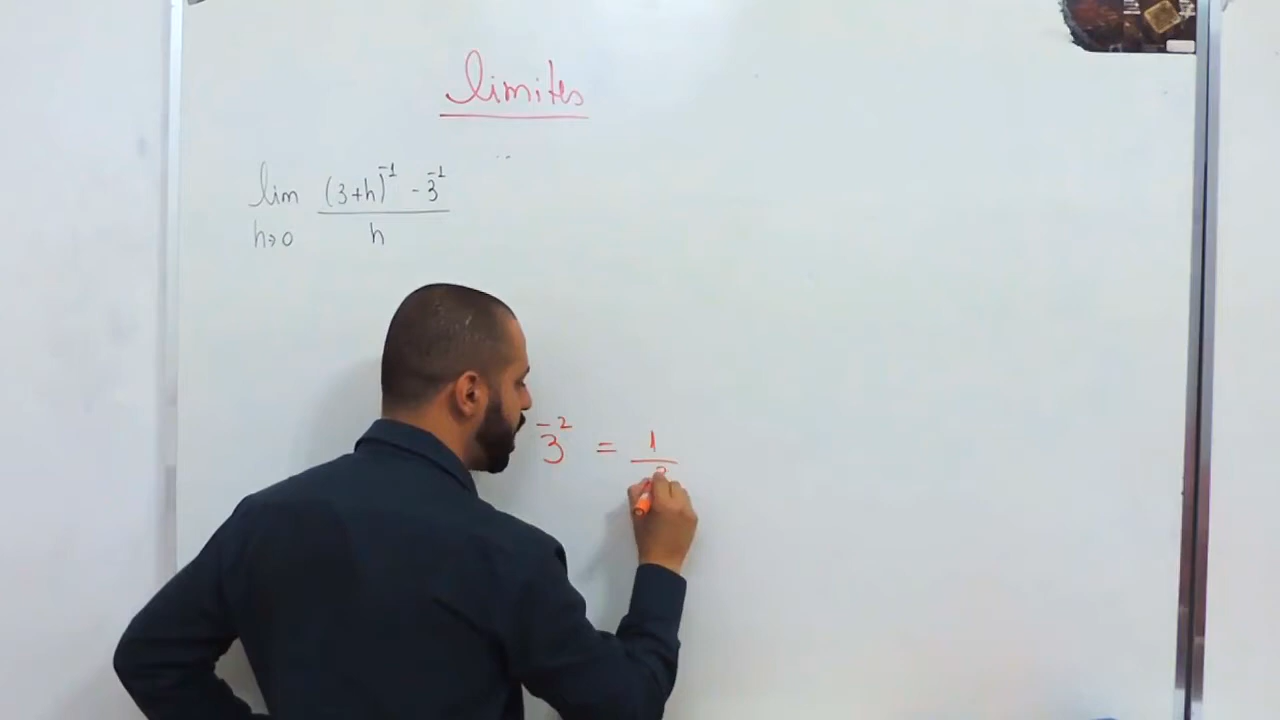 limites
lim (3+h)⁻¹ - 3⁻¹
h→0 h
3⁻² = 1